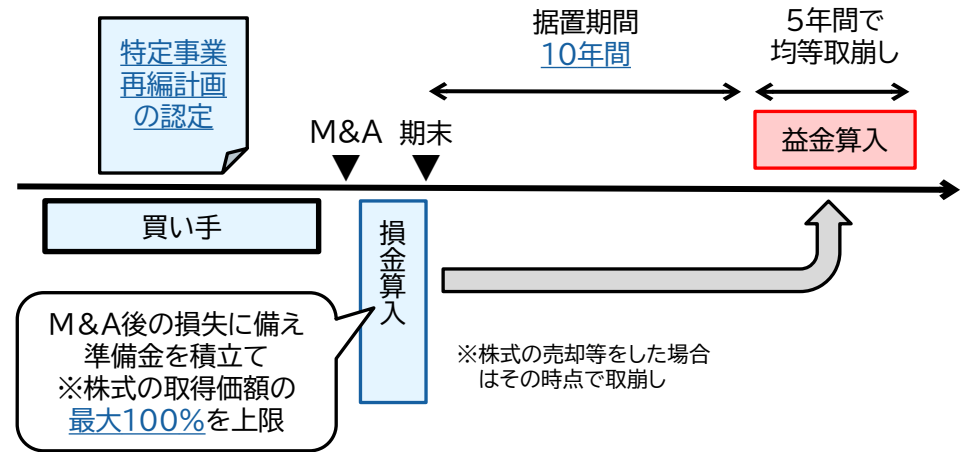 特定事業
再編計画
の認定
据置期間
10年間
5年間で
均等取崩し
M&A
期末
益金算入
買い手
損金算入
M&A後の損失に備え
準備金を積立て
※株式の取得価額の
最大100%を上限
※株式の売却等をした場合
はその時点で取崩し